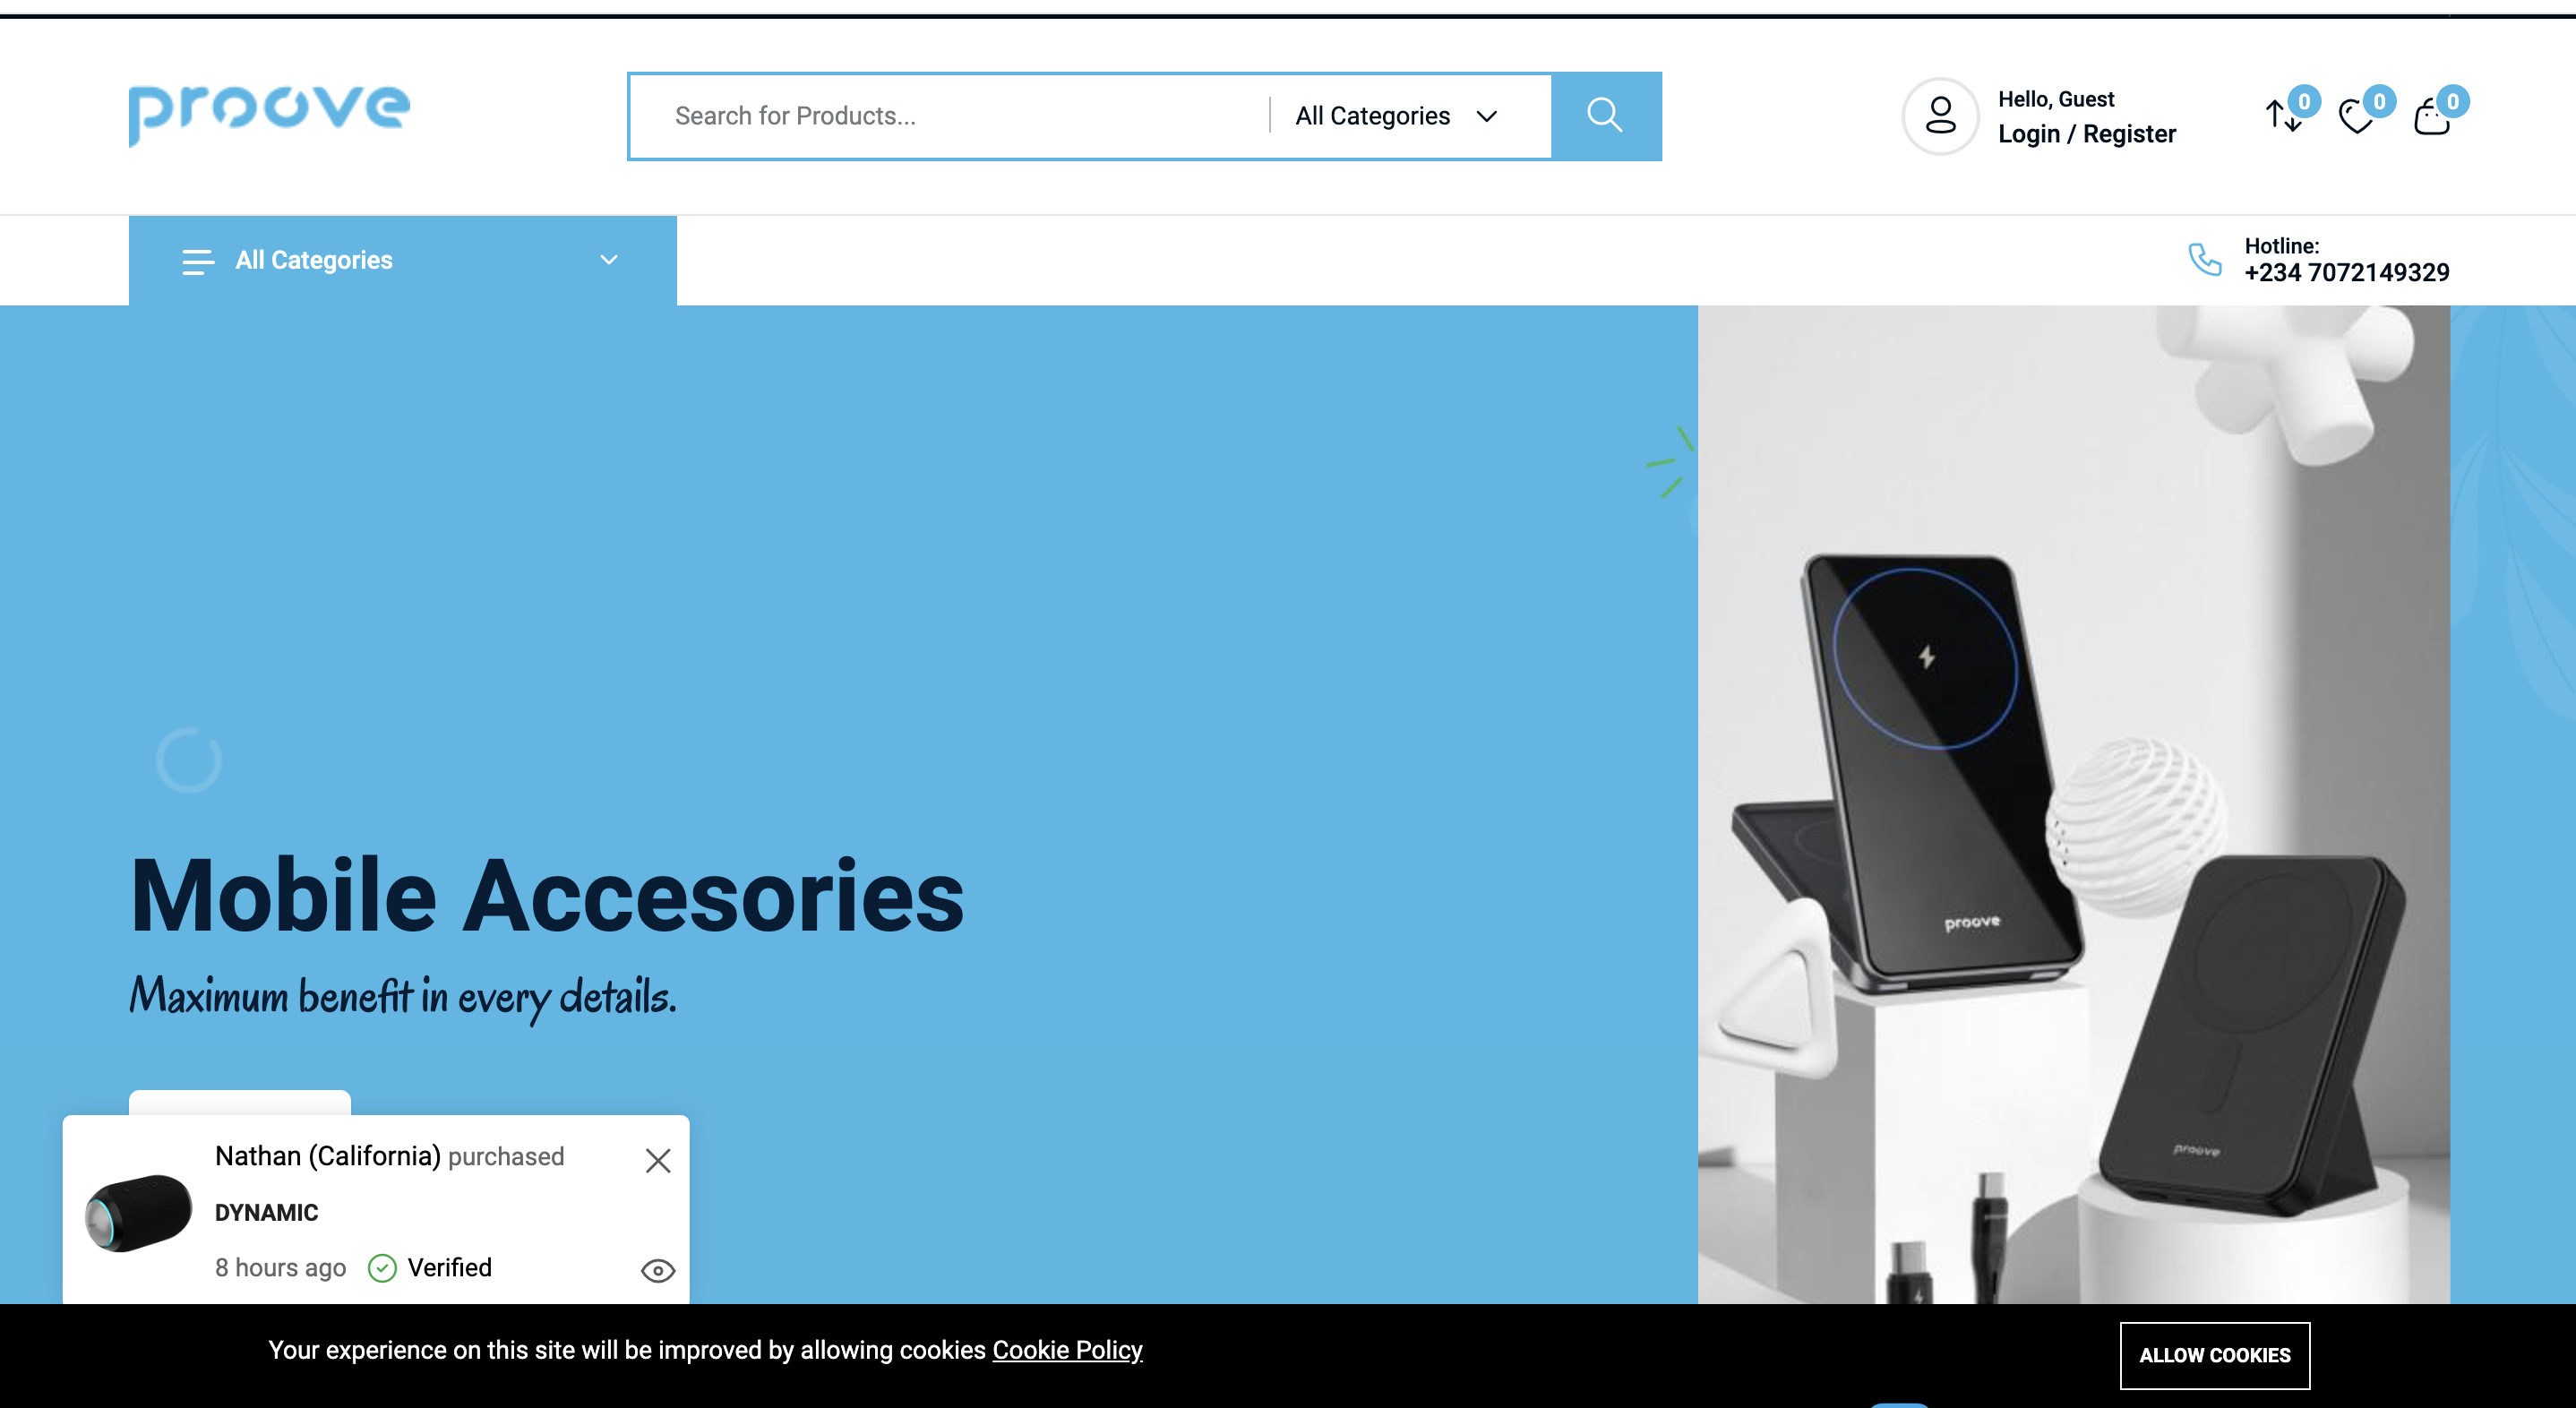 proove
Search for Products...
All Categories
Hello, Guest
Login / Register
0
0
0
All Categories
Hotline:
+234 7072149329
Mobile Accesories
Maximum benefit in every details.
proove
proove
Nathan (California) purchased
DYNAMIC
8 hours ago
Verified
Your experience on this site will be improved by allowing cookies Cookie Policy
ALLOW COOKIES